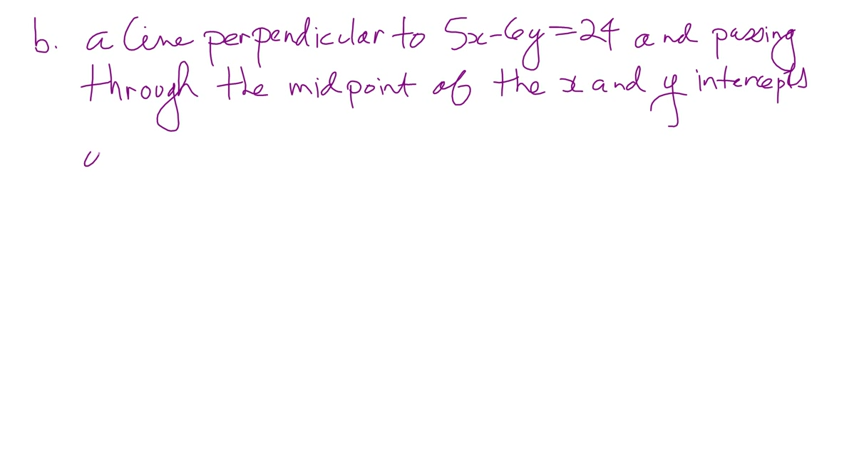 b. a line perpendicular to 5x-6y=24 and passing
through the midpoint of the x and y intercepts